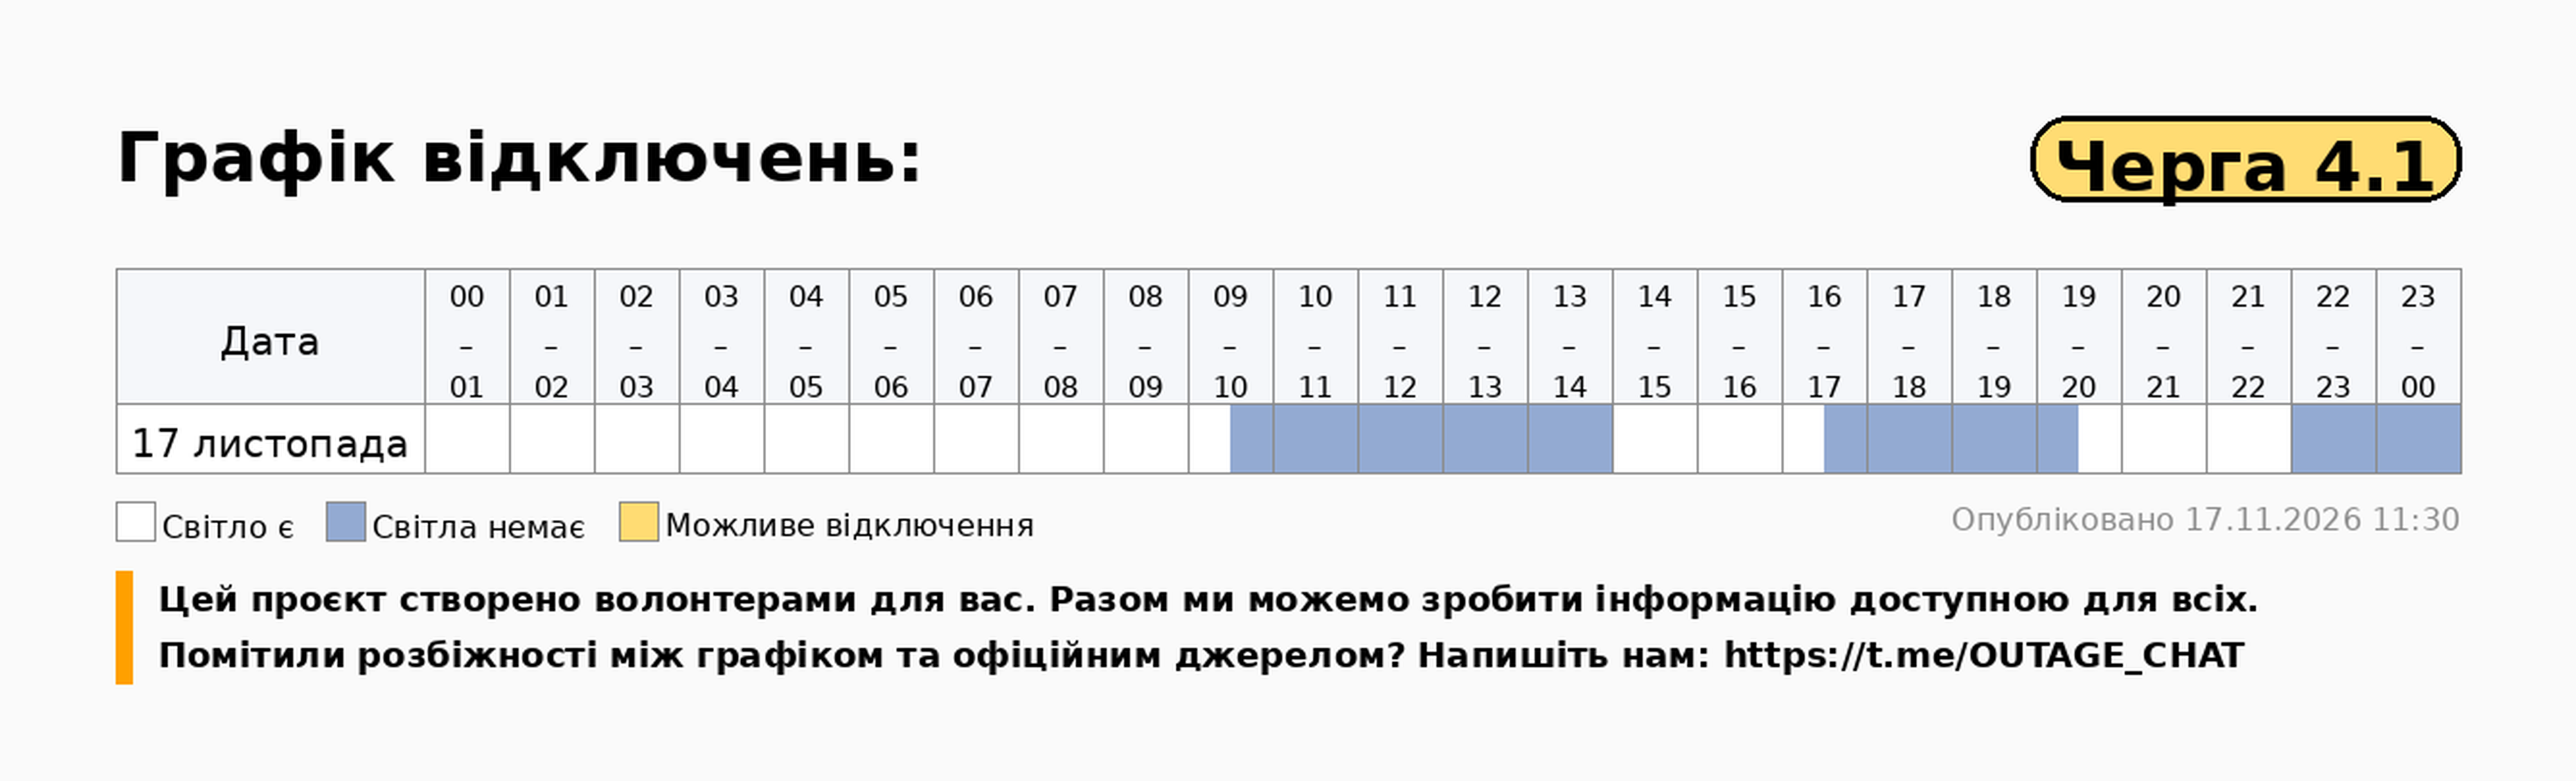 Графік відключень:
Черга 4.1
Дата 00 – 01 01 – 02 02 – 03 03 – 04 04 – 05 05 – 06 06 – 07 07 – 08 08 – 09 09 – 10 10 – 11 11 – 12 12 – 13 13 – 14 14 – 15 15 – 16 16 – 17 17 – 18 18 – 19 19 – 20 20 – 21 21 – 22 22 – 23 23 – 00
17 листопада
Світло є Світла немає Можливе відключення
Опубліковано 17.11.2026 11:30
Цей проєкт створено волонтерами для вас. Разом ми можемо зробити інформацію доступною для всіх.
Помітили розбіжності між графіком та офіційним джерелом? Напишіть нам: https://t.me/OUTAGE_CHAT